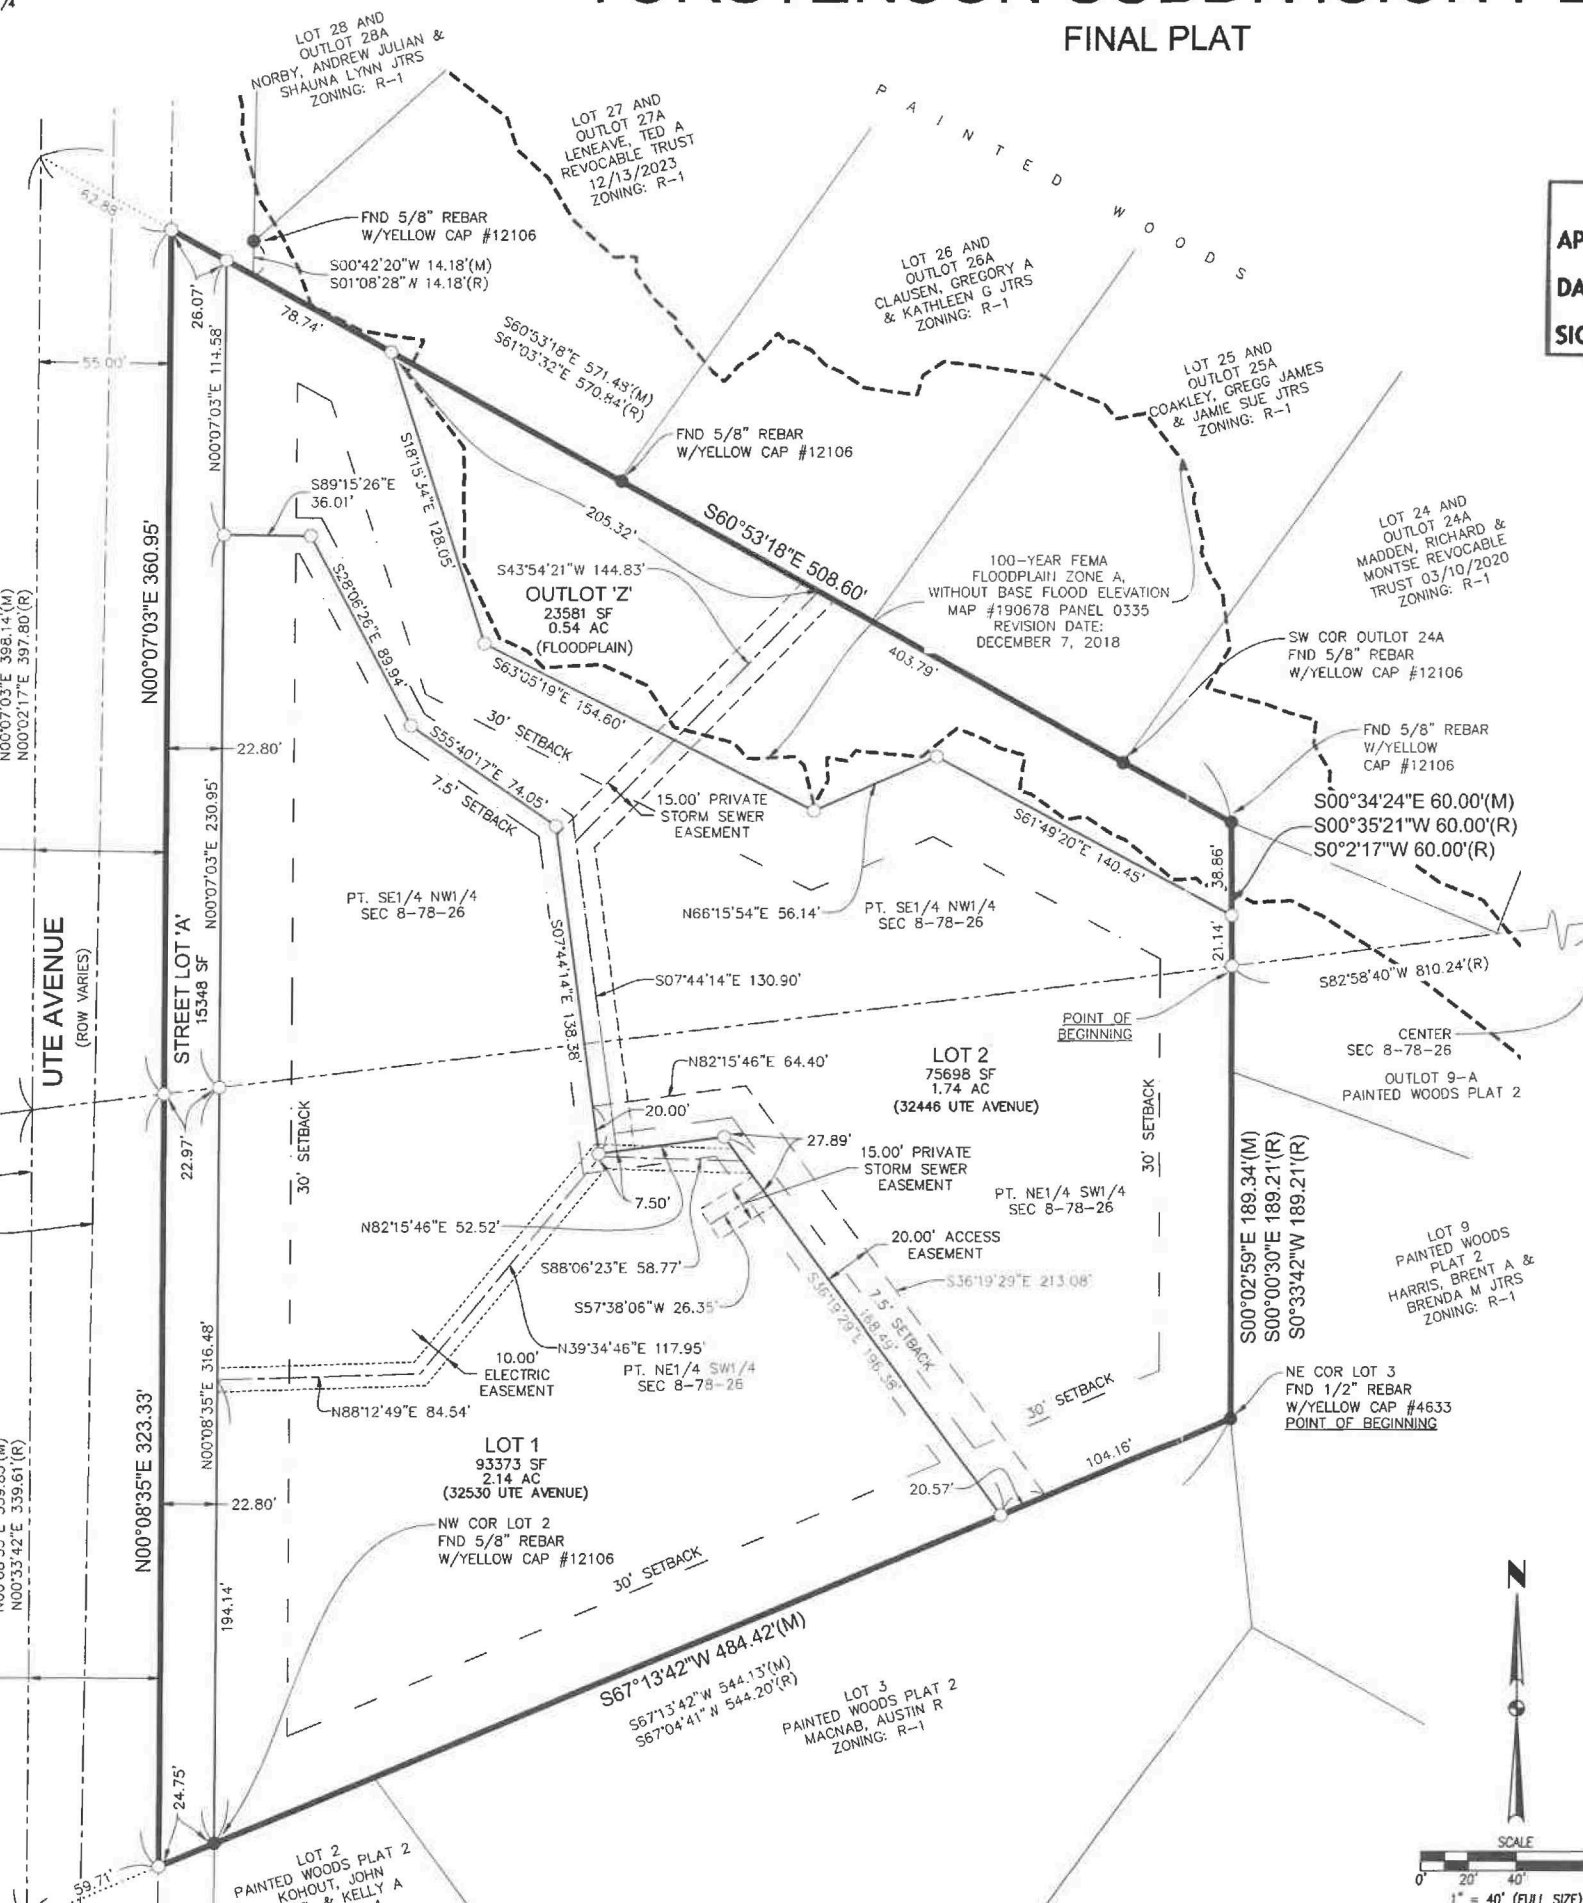 FINAL PLAT
LOT 28 AND
OUTLOT 28A
NORBY, ANDREW JULIAN &
SHAUNA LYNN JTRS
ZONING: R-1
LOT 27 AND
OUTLOT 27A
LENEAVE, TED A
REVOCABLE TRUST
12/13/2023
ZONING: R-1
PAINTED WOODS
LOT 26 AND
OUTLOT 26A
CLAUSEN, GREGORY A
& KATHLEEN G JTRS
ZONING: R-1
LOT 25 AND
OUTLOT 25A
COAKLEY, GREGG JAMES
& JAMIE SUE JTRS
ZONING: R-1
LOT 24 AND
OUTLOT 24A
MADDEN, RICHARD &
MONTSE REVOCABLE
TRUST 03/10/2020
ZONING: R-1
62.88'
FND 5/8" REBAR
W/YELLOW CAP #12106
S00°42'20"W 14.18'(M)
S01°08'28"W 14.18'(R)
26.07'
78.74'
55.00'
N00°07'03"E 114.58'
S60°53'18"E 571.43'(M)
S61°03'32"E 570.84'(R)
FND 5/8" REBAR
W/YELLOW CAP #12106
S89°15'26"E
36.01'
S18°15'34"E 128.05'
205.32'
S60°53'18"E 508.60'
403.79'
S43°54'21"W 144.83'
OUTLOT 'Z'
23581 SF
0.54 AC
(FLOODPLAIN)
100-YEAR FEMA
FLOODPLAIN ZONE A,
WITHOUT BASE FLOOD ELEVATION
MAP #190678 PANEL 0335
REVISION DATE:
DECEMBER 7, 2018
SW COR OUTLOT 24A
FND 5/8" REBAR
W/YELLOW CAP #12106
FND 5/8" REBAR
W/YELLOW
CAP #12106
S00°34'24"E 60.00'(M)
S00°35'21"W 60.00'(R)
S0°2'17"W 60.00'(R)
N00°07'03"E 360.95'
N00°07'03"E 398.14'(M)
N00°02'17"E 397.80'(R)
S28°06'26"E 89.94'
S63°05'19"E 154.60'
30' SETBACK
S55°40'17"E 74.05'
7.5' SETBACK
22.80'
15.00' PRIVATE
STORM SEWER
EASEMENT
S61°49'20"E 140.45'
38.86'
21.14'
N66°15'54"E 56.14'
PT. SE1/4 NW1/4
SEC 8-78-26
PT. SE1/4 NW1/4
SEC 8-78-26
N00°07'03"E 230.95'
UTE AVENUE
(ROW VARIES)
STREET LOT 'A'
15348 SF
S07°44'14"E 138.38'
S07°44'14"E 130.90'
S82°58'40"W 810.24'(R)
POINT OF
BEGINNING
CENTER
SEC 8-78-26
OUTLOT 9-A
PAINTED WOODS PLAT 2
N82°15'46"E 64.40'
LOT 2
75698 SF
1.74 AC
(32446 UTE AVENUE)
20.00'
27.89'
22.97'
30' SETBACK
30' SETBACK
15.00' PRIVATE
STORM SEWER
EASEMENT
7.50'
N82°15'46"E 52.52'
PT. NE1/4 SW1/4
SEC 8-78-26
20.00' ACCESS
EASEMENT
S88°06'23"E 58.77'
S36°19'29"E 213.08'
S57°38'06"W 26.35'
7.5' SETBACK
168.49'
S36°19'29"E 196.38'
S00°02'59"E 189.34'(M)
S00°00'30"E 189.21'(R)
S0°33'42"W 189.21'(R)
LOT 9
PAINTED WOODS
PLAT 2
HARRIS, BRENT A &
BRENDA M JTRS
ZONING: R-1
N39°34'46"E 117.95'
10.00'
ELECTRIC
EASEMENT
PT. NE1/4 SW1/4
SEC 8-78-26
N88°12'49"E 84.54'
N00°08'35"E 316.48'
N00°08'35"E 323.33'
N00°33'42"E 339.61'(R)
30' SETBACK
NE COR LOT 3
FND 1/2" REBAR
W/YELLOW CAP #4633
POINT OF BEGINNING
LOT 1
93373 SF
2.14 AC
(32530 UTE AVENUE)
104.16'
20.57'
22.80'
NW COR LOT 2
FND 5/8" REBAR
W/YELLOW CAP #12106
30' SETBACK
194.14'
S67°13'42"W 484.42'(M)
S67°13'42"W 544.13'(M)
S67°04'41"W 544.20'(R)
LOT 3
PAINTED WOODS PLAT 2
MACNAB, AUSTIN R
ZONING: R-1
24.75'
59.71'
LOT 2
PAINTED WOODS PLAT 2
KOHOUT, JOHN
& KELLY A
N
SCALE
0' 20' 40'
1" = 40' (FULL SIZE)